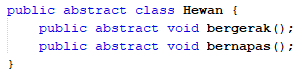 public abstract class Hewan {
public abstract void bergerak();
public abstract void bernapas();
}